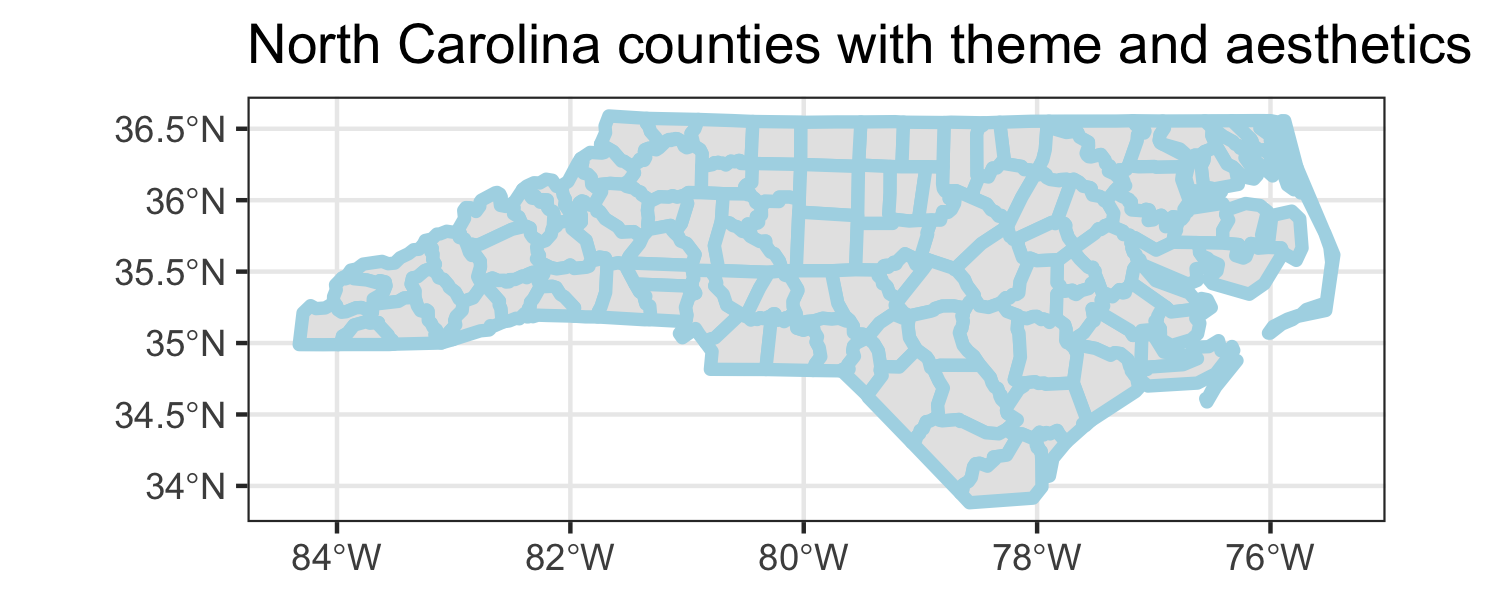 North Carolina counties with theme and aesthetics
36.5°N
36°N
35.5°N
35°N
34.5°N
34°N
84°W 82°W 80°W 78°W 76°W